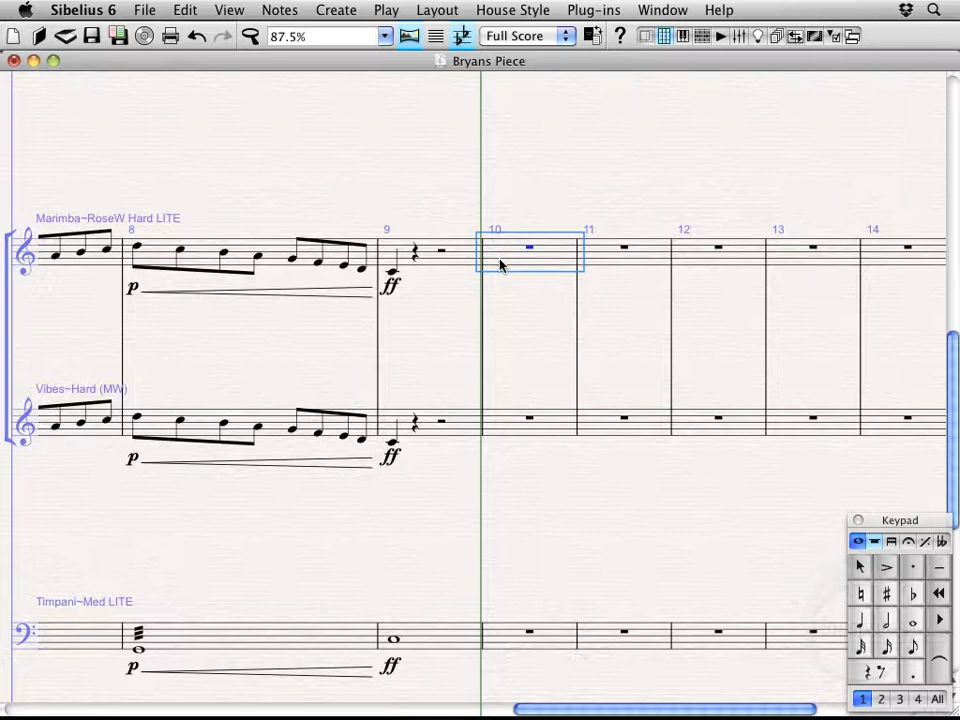 Sibelius 6 File Edit View Notes Create Play Layout House Style Plug-ins Window Help
87.5% Full Score
Bryans Piece
Marimba~RoseW Hard LITE
8 9 10 11 12 13 14
p ff
Vibes~Hard (MW)
p ff
Timpani~Med LITE
p ff
Keypad
1 2 3 4 All